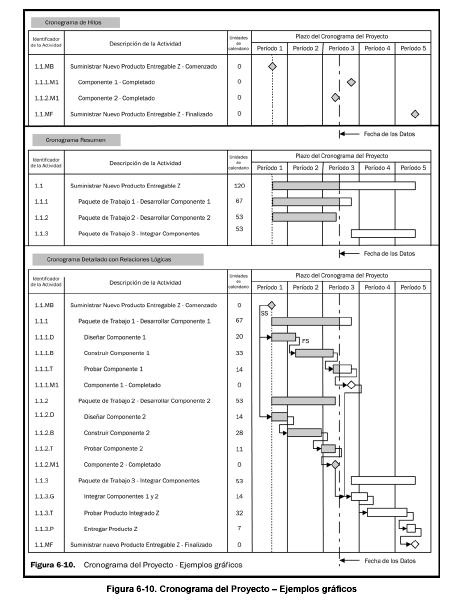 Cronograma de Hitos
Identificador de la Actividad
Descripción de la Actividad
Unidades de calendario
Plazo del Cronograma del Proyecto
Período 1 Período 2 Período 3 Período 4 Período 5
1.1.MB Suministrar Nuevo Producto Entregable Z - Comenzado 0
1.1.1.M1 Componente 1 - Completado 0
1.1.2.M1 Componente 2 - Completado 0
1.1.MF Suministrar Nuevo Producto Entregable Z - Finalizado 0
Fecha de los Datos
Cronograma Resumen
Identificador de la Actividad
Descripción de la Actividad
Unidades de calendario
Plazo del Cronograma del Proyecto
Período 1 Período 2 Período 3 Período 4 Período 5
1.1 Suministrar Nuevo Producto Entregable Z 120
1.1.1 Paquete de Trabajo 1 - Desarrollar Componente 1 67
1.1.2 Paquete de Trabajo 2 - Desarrollar Componente 2 53
1.1.3 Paquete de Trabajo 3 - Integrar Componentes 53
Fecha de los Datos
Cronograma Detallado con Relaciones Lógicas
Identificador de la Actividad
Descripción de la Actividad
Unidades de calendario
Plazo del Cronograma del Proyecto
Período 1 Período 2 Período 3 Período 4 Período 5
1.1.MB Suministrar Nuevo Producto Entregable Z - Comenzado 0
SS
1.1.1 Paquete de Trabajo 1 - Desarrollar Componente 1 67
1.1.1.D Diseñar Componente 1 20
FS
1.1.1.B Construir Componente 1 33
1.1.1.T Probar Componente 1 14
1.1.1.M1 Componente 1 - Completado 0
1.1.2 Paquete de Trabajo 2 - Desarrollar Componente 2 53
1.1.2.D Diseñar Componente 2 14
1.1.2.B Construir Componente 2 28
1.1.2.T Probar Componente 2 11
1.1.2.M1 Componente 2 - Completado 0
1.1.3 Paquete de Trabajo 3 - Integrar Componentes 53
1.1.3.G Integrar Componentes 1 y 2 14
1.1.3.T Probar Producto Integrado Z 32
1.1.3.P Entregar Producto Z 7
1.1.MF Suministrar nuevo Producto Entregable Z - Finalizado 0
Fecha de los Datos
Figura 6-10. Cronograma del Proyecto - Ejemplos gráficos
Figura 6-10. Cronograma del Proyecto – Ejemplos gráficos